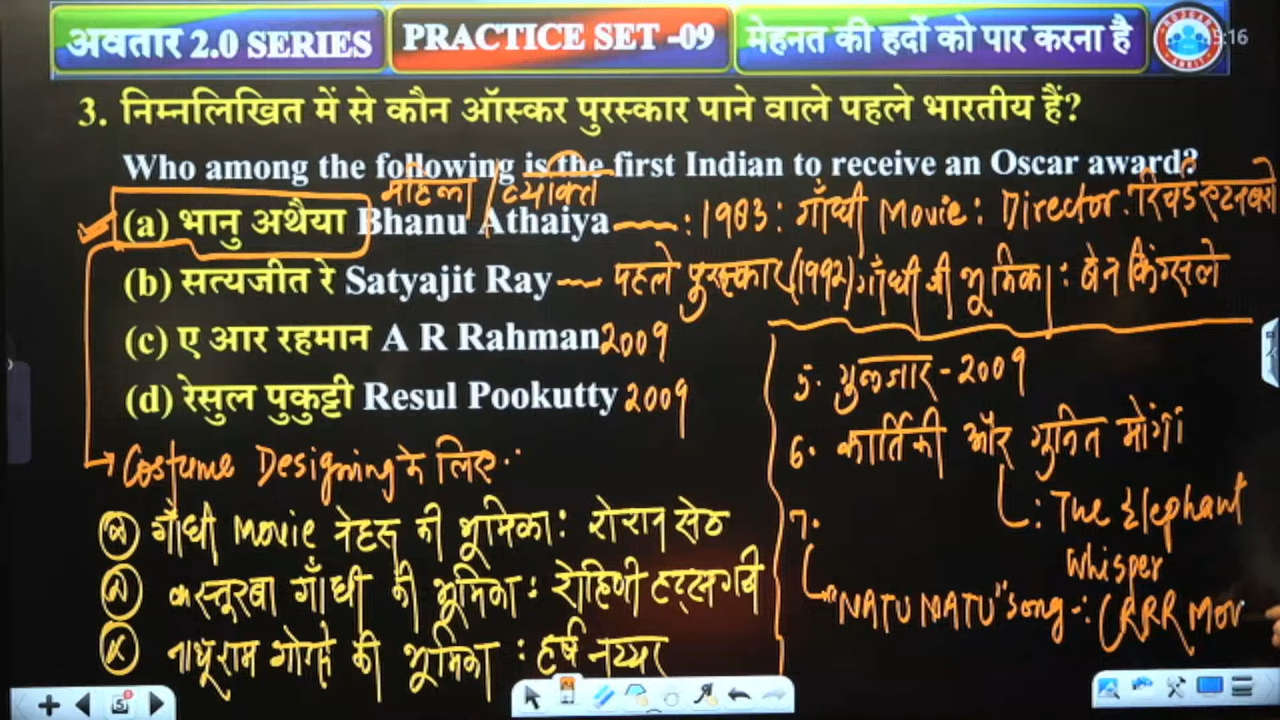 अवतार 2.0 SERIES
PRACTICE SET -09
मेहनत की हदों को पार करना है
5:16
3. निम्नलिखित में से कौन ऑस्कर पुरस्कार पाने वाले पहले भारतीय हैं?
Who among the following is the first Indian to receive an Oscar award?
महिला / व्यक्ति
(a) भानु अथैया Bhanu Athaiya : 1983: गाँधी Movie: Director.
(b) सत्यजीत रे Satyajit Ray पहले पुरस्कार (1992) गाँधी जी भूमिका: बेन किंग्सले
(c) ए आर रहमान A R Rahman 2009
(d) रेसुल पुकुट्टी Resul Pookutty 2009
Costume Designing के लिए
गाँधी Movie नेहरू की भूमिका: रोशन सेठ
कस्तूरबा गाँधी की भूमिका: रोहिणी
नाथूराम गोडसे की भूमिका: हर्ष नय्यर
5. गुलजार - 2009
6. कार्तिकी और गुनित मोंगा
: The Elephant
Whisper
7.
"NATU NATU" Song -: (RRR Mov
5